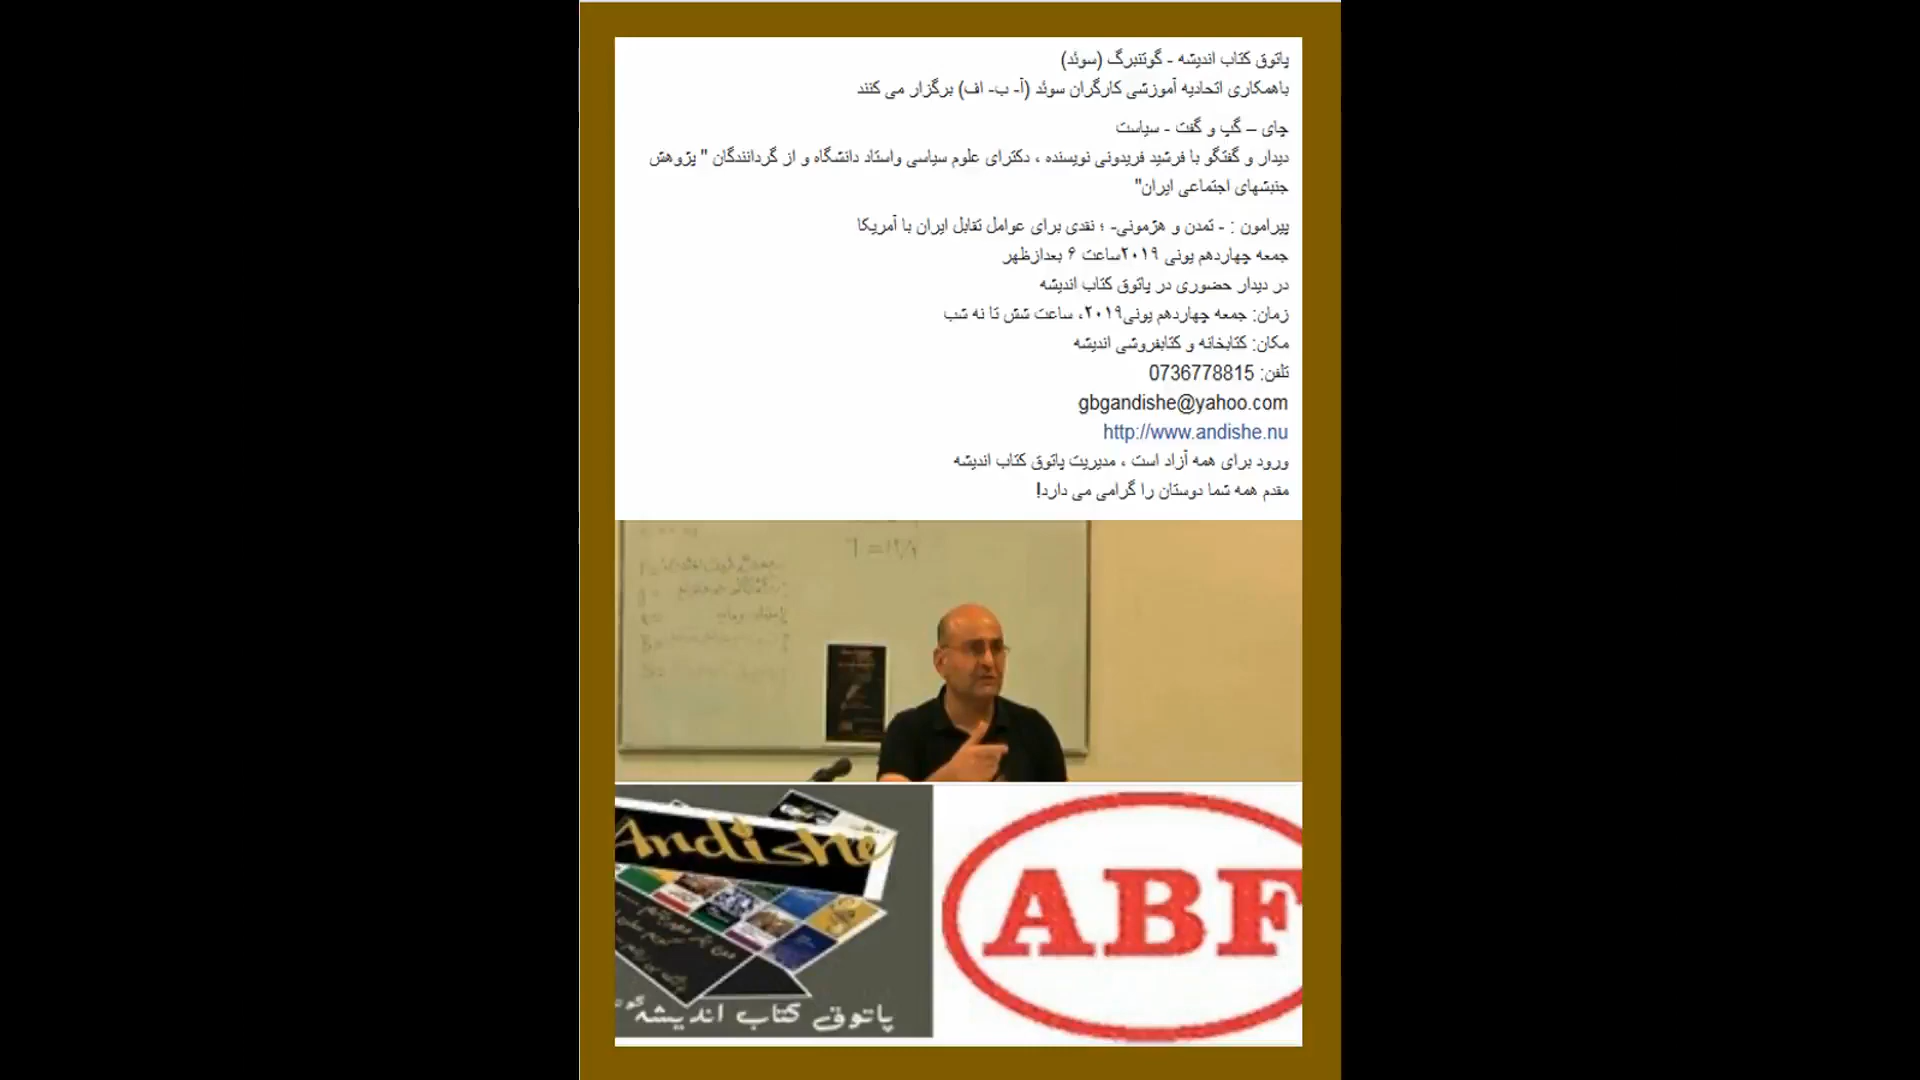 پاتوق کتاب اندیشه - گوتنبرگ (سوئد)
باهمکاری اتحادیه آموزشی کارگران سوئد (آ- ب- اف) برگزار می کنند
چای – گپ و گفت - سیاست
دیدار و گفتگو با فرشید فریدونی نویسنده ، دکترای علوم سیاسی واستاد دانشگاه و از گردانندگان " پژوهش
جنبشهای اجتماعی ایران"
پیرامون : - تمدن و هژمونی- ؛ نقدی برای عوامل تقابل ایران با آمریکا
جمعه چهاردهم یونی ۲۰۱۹ساعت ۶ بعدازظهر
در دیدار حضوری در پاتوق کتاب اندیشه
زمان: جمعه چهاردهم یونی۲۰۱۹، ساعت شش تا نه شب
مکان: کتابخانه و کتابفروشی اندیشه
تلفن: 0736778815
gbgandishe@yahoo.com
http://www.andishe.nu
ورود برای همه آزاد است ، مدیریت پاتوق کتاب اندیشه
مقدم همه شما دوستان را گرامی می دارد!
Andishe
پاتوق کتاب اندیشه
ABF